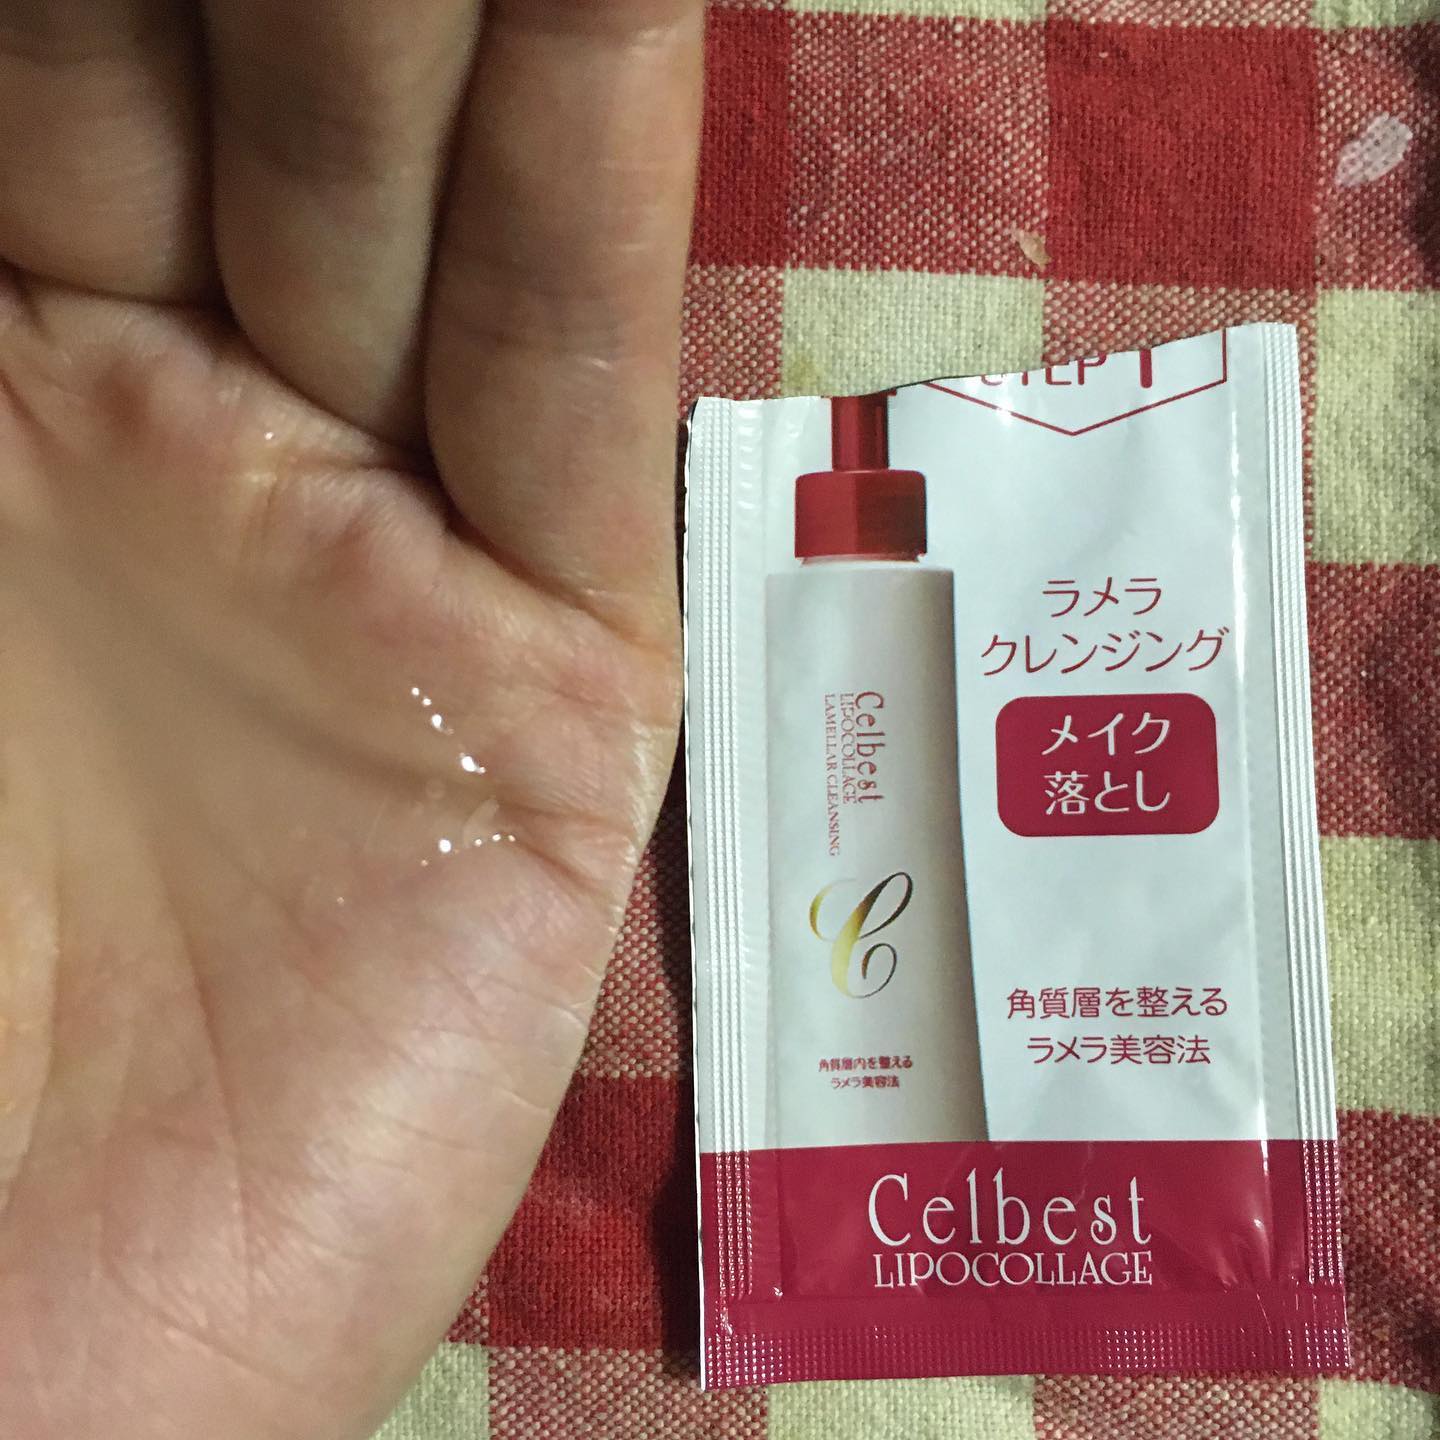 STEP 1
ラメラ
クレンジング
メイク
落とし
Celbest
LIPOCOLLAGE
LAMELLAR CLEANSING
C
角質層を整える
ラメラ美容法
角質層内を整える
ラメラ美容法
Celbest
LIPOCOLLAGE